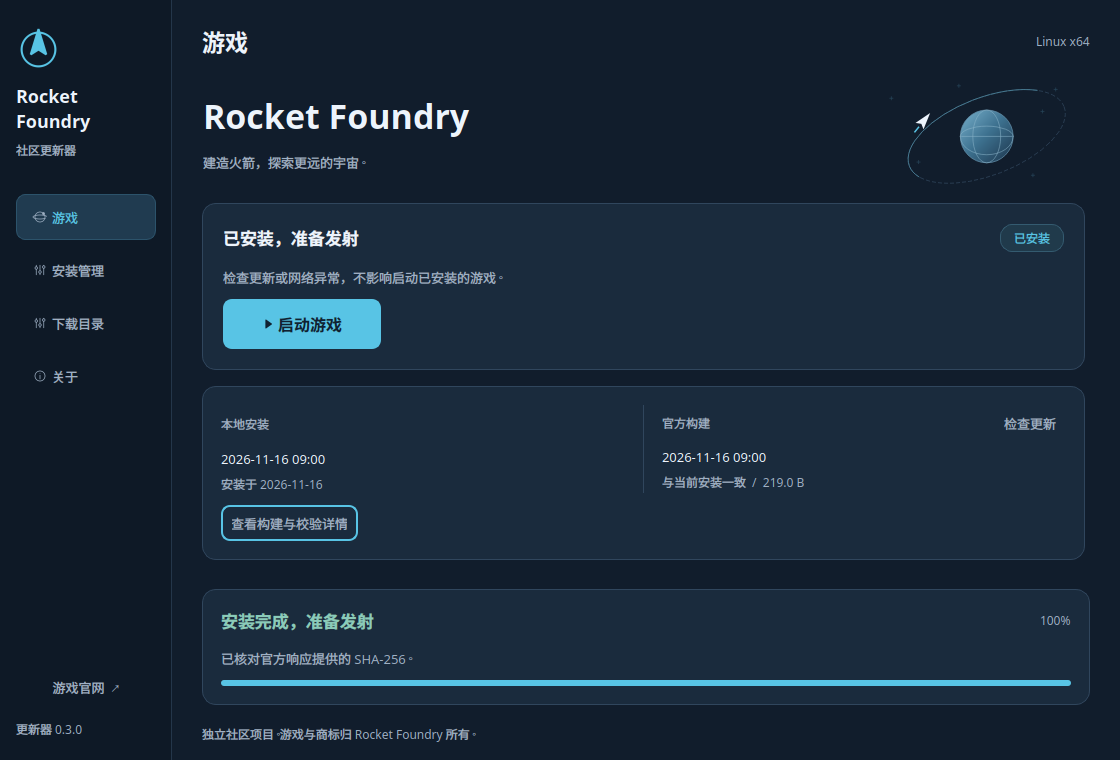 Rocket
Foundry
社区更新器
游戏
安装管理
下载目录
关于
游戏官网 ↗
更新器 0.3.0
游戏
Linux x64
Rocket Foundry
建造火箭，探索更远的宇宙。
已安装，准备发射
已安装
检查更新或网络异常，不影响启动已安装的游戏。
启动游戏
本地安装
2026-11-16 09:00
安装于 2026-11-16
查看构建与校验详情
官方构建
检查更新
2026-11-16 09:00
与当前安装一致 / 219.0 B
安装完成，准备发射
100%
已核对官方响应提供的 SHA-256。
独立社区项目。游戏与商标归 Rocket Foundry 所有。